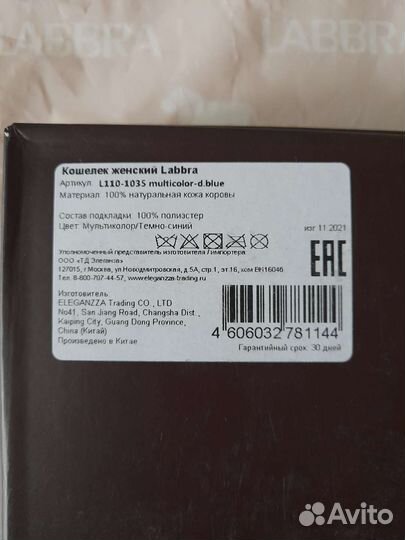 LABBRA
LABBRA
Кошелек женский Labbra
Артикул: L110-1035 multicolor-d.blue
Материал: 100% натуральная кожа коровы
Состав подкладки: 100% полиэстер
Цвет: Мультиколор/Темно-синий
изг 11.2021
EAC
Уполномоченный представитель изготовителя / Импортера:
ООО «ТД Элеганза»
127015, г.Москва, ул.Новодмитровская, д.5А, стр.1, эт.16, ком
Тел. 8-800-707-44-57, www.eleganzza-trading.ru
Изготовитель
ELEGANZZA Trading CO., LTD
No41, San Jiang Road, Changsha Dist.,
Kaiping City, Guang Dong Province,
China (Китай)
Произведено в Китае
4 606032 781144
Гарантийный срок: 30 дней
Avito